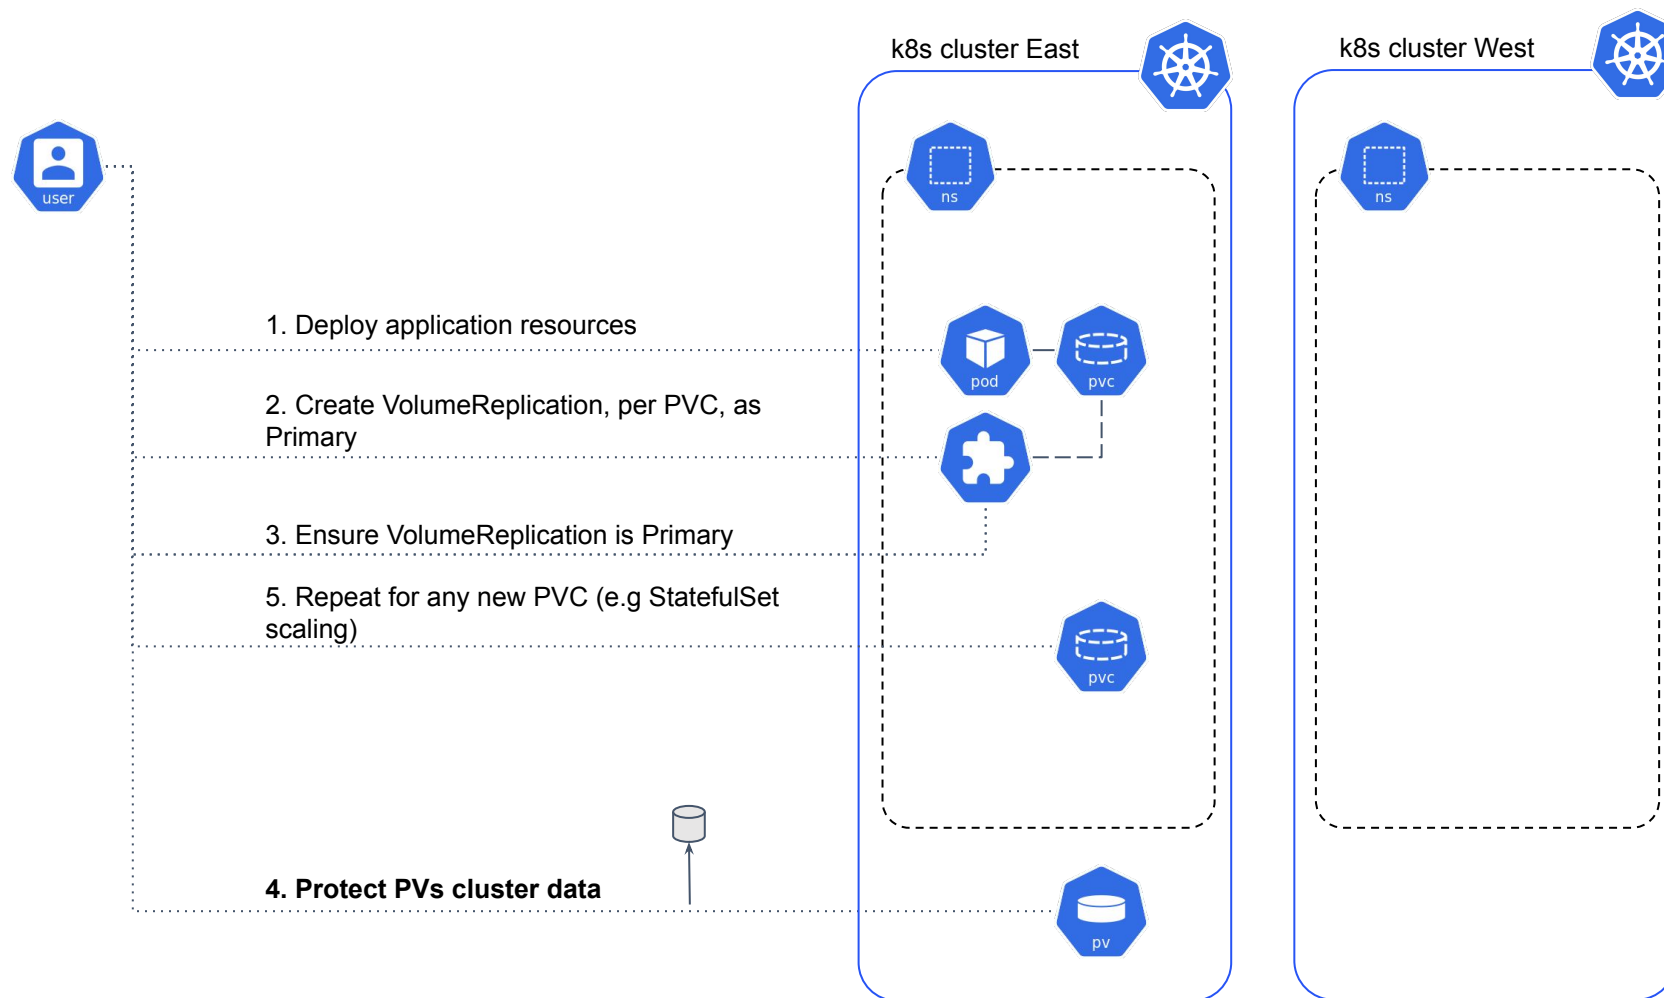 k8s cluster East
k8s cluster West
user
ns
ns
1. Deploy application resources
pod
pvc
2. Create VolumeReplication, per PVC, as
Primary
3. Ensure VolumeReplication is Primary
5. Repeat for any new PVC (e.g StatefulSet
scaling)
pvc
4. Protect PVs cluster data
pv